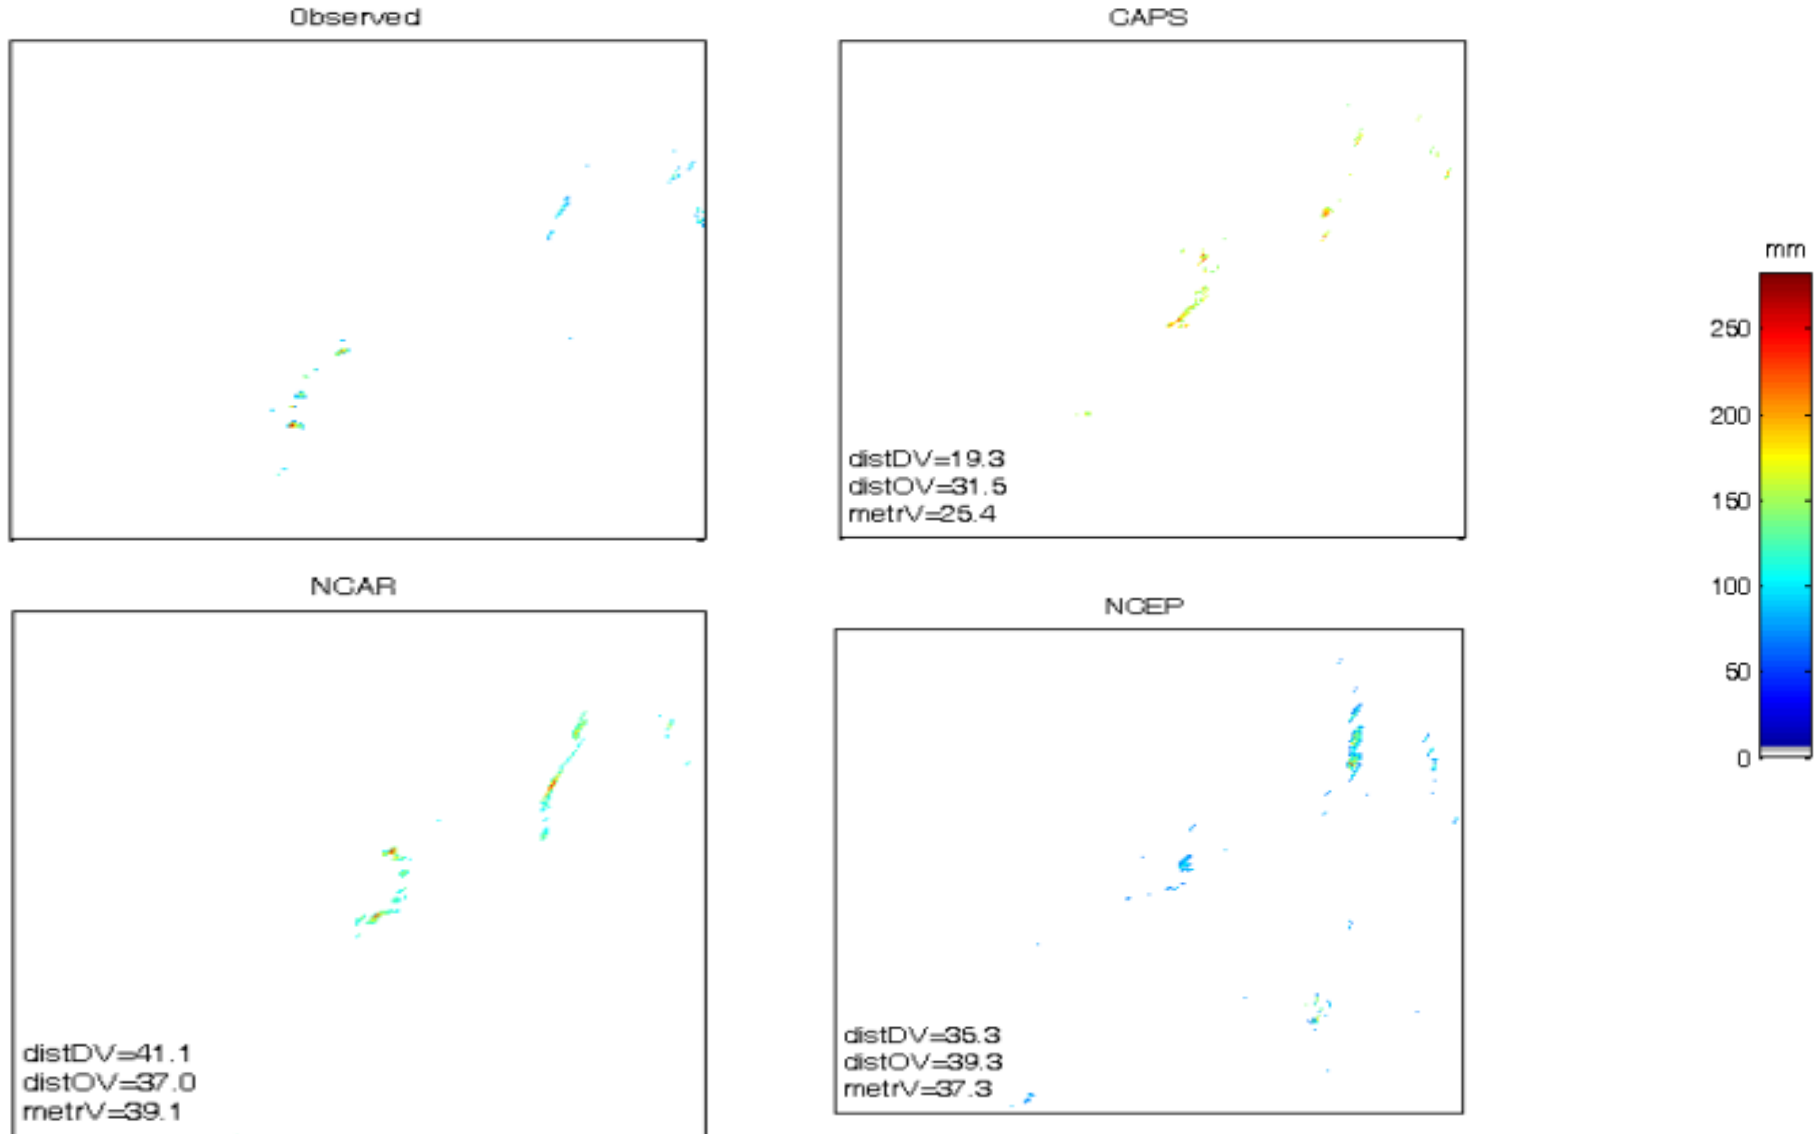 Observed
CAPS
distDV=19.3
distOV=31.5
metrV=25.4
mm
250
200
150
100
50
0
NCAR
distDV=41.1
distOV=37.0
metrV=39.1
NCEP
distDV=35.3
distOV=39.3
metrV=37.3